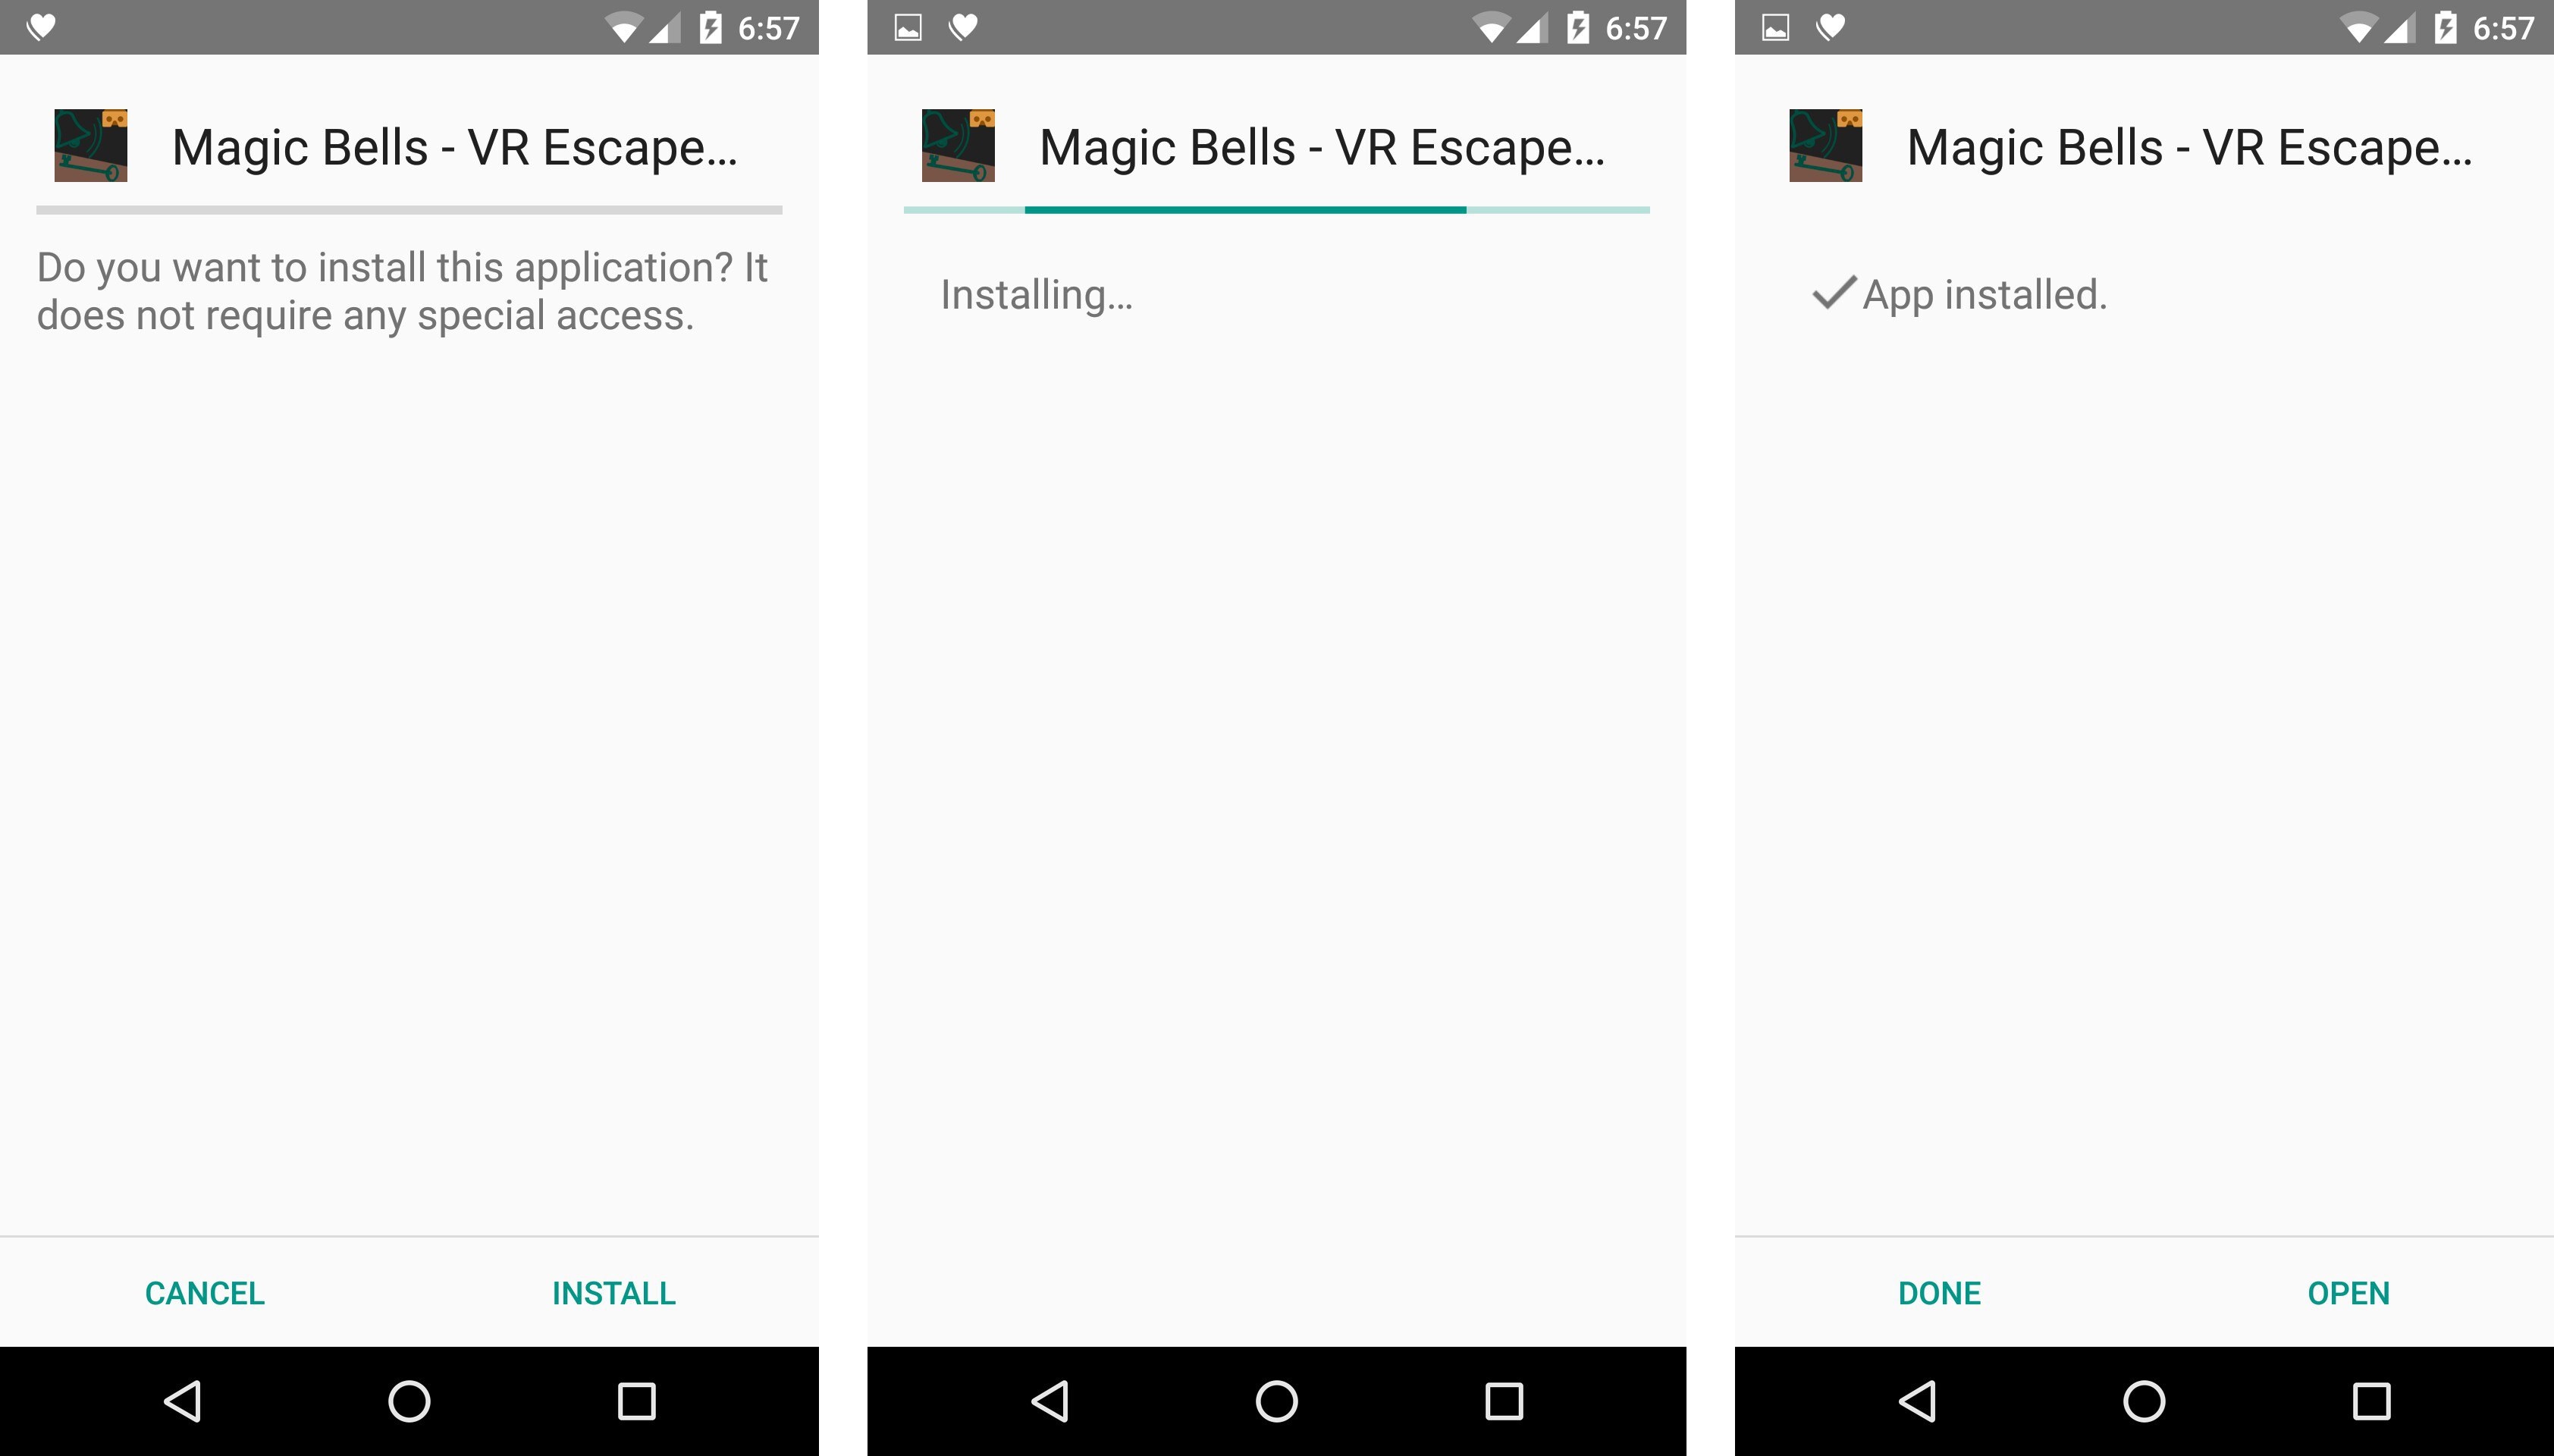 6:57
Magic Bells - VR Escape...
Do you want to install this application? It
does not require any special access.
CANCEL
INSTALL
6:57
Magic Bells - VR Escape...
Installing...
6:57
Magic Bells - VR Escape...
App installed.
DONE
OPEN